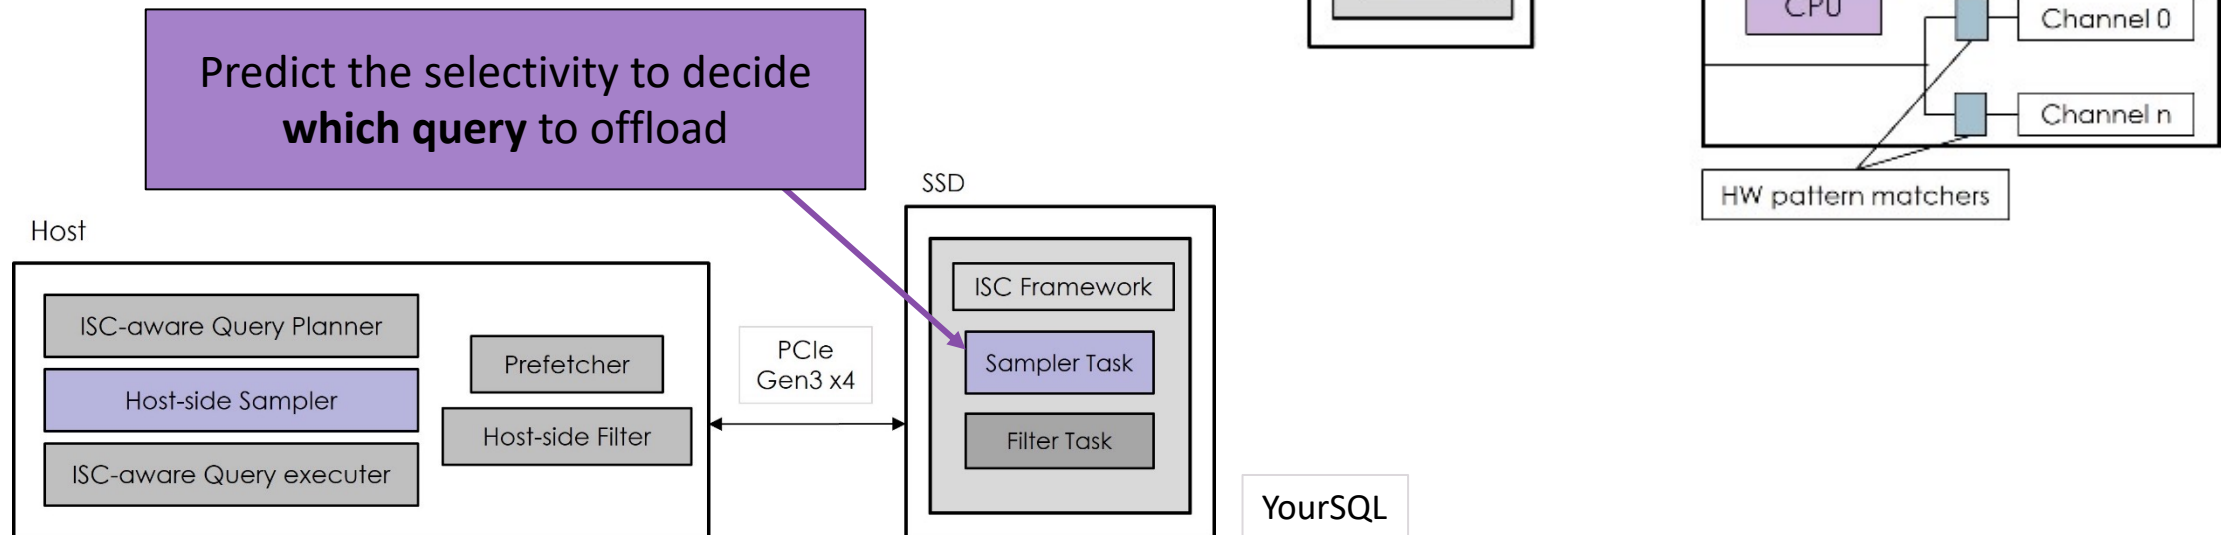 CPU
Channel 0
Channel n
HW pattern matchers
Predict the selectivity to decide
which query to offload
Host
ISC-aware Query Planner
Host-side Sampler
ISC-aware Query executer
Prefetcher
Host-side Filter
PCIe
Gen3 x4
SSD
ISC Framework
Sampler Task
Filter Task
YourSQL